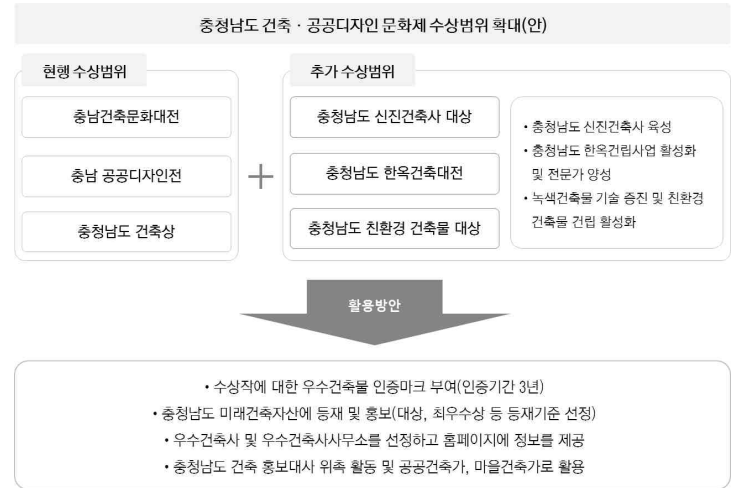 충청남도 건축 · 공공디자인 문화제 수상범위 확대(안)
현행 수상범위
충남건축문화대전
충남 공공디자인전
충청남도 건축상
+
추가 수상범위
충청남도 신진건축사 대상
충청남도 한옥건축대전
충청남도 친환경 건축물 대상
• 충청남도 신진건축사 육성
• 충청남도 한옥건립사업 활성화
및 전문가 양성
• 녹색건축물 기술 증진 및 친환경
건축물 건립 활성화
활용방안
• 수상작에 대한 우수건축물 인증마크 부여(인증기간 3년)
• 충청남도 미래건축자산에 등재 및 홍보(대상, 최우수상 등 등재기준 선정)
• 우수건축사 및 우수건축사사무소를 선정하고 홈페이지에 정보를 제공
• 충청남도 건축 홍보대사 위촉 활동 및 공공건축가, 마을건축가로 활용